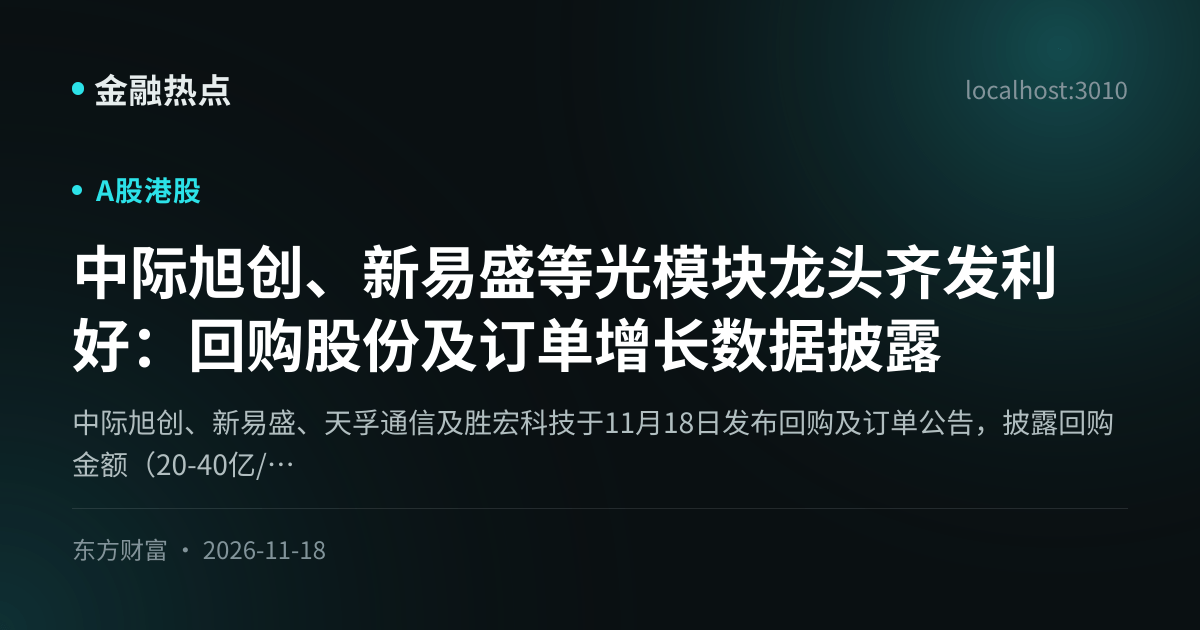 金融热点
localhost:3010
A股港股
中际旭创、新易盛等光模块龙头齐发利
好：回购股份及订单增长数据披露
中际旭创、新易盛、天孚通信及胜宏科技于11月18日发布回购及订单公告，披露回购
金额（20-40亿/…
东方财富 · 2026-11-18